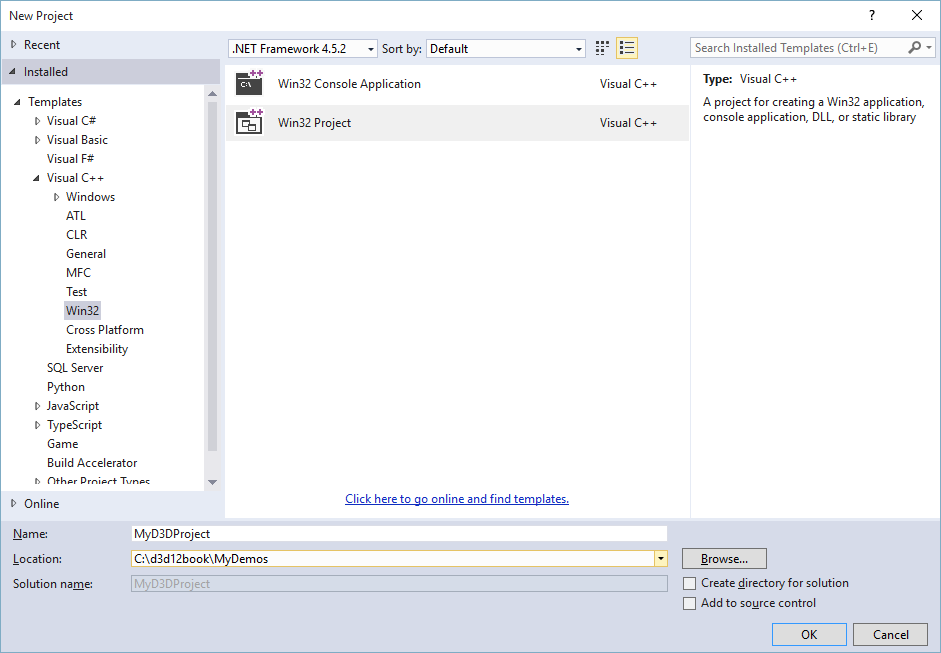 New Project
Recent
.NET Framework 4.5.2
Sort by:
Default
Search Installed Templates (Ctrl+E)
Installed
Templates
Visual C#
Visual Basic
Visual F#
Visual C++
Windows
ATL
CLR
General
MFC
Test
Win32
Cross Platform
Extensibility
SQL Server
Python
JavaScript
TypeScript
Game
Build Accelerator
Other Project Types
Online
Win32 Console Application Visual C++
Win32 Project Visual C++
Click here to go online and find templates.
Type: Visual C++
A project for creating a Win32 application,
console application, DLL, or static library
Name: MyD3DProject
Location: C:\d3d12book\MyDemos
Browse...
Solution name: MyD3DProject
Create directory for solution
Add to source control
OK
Cancel